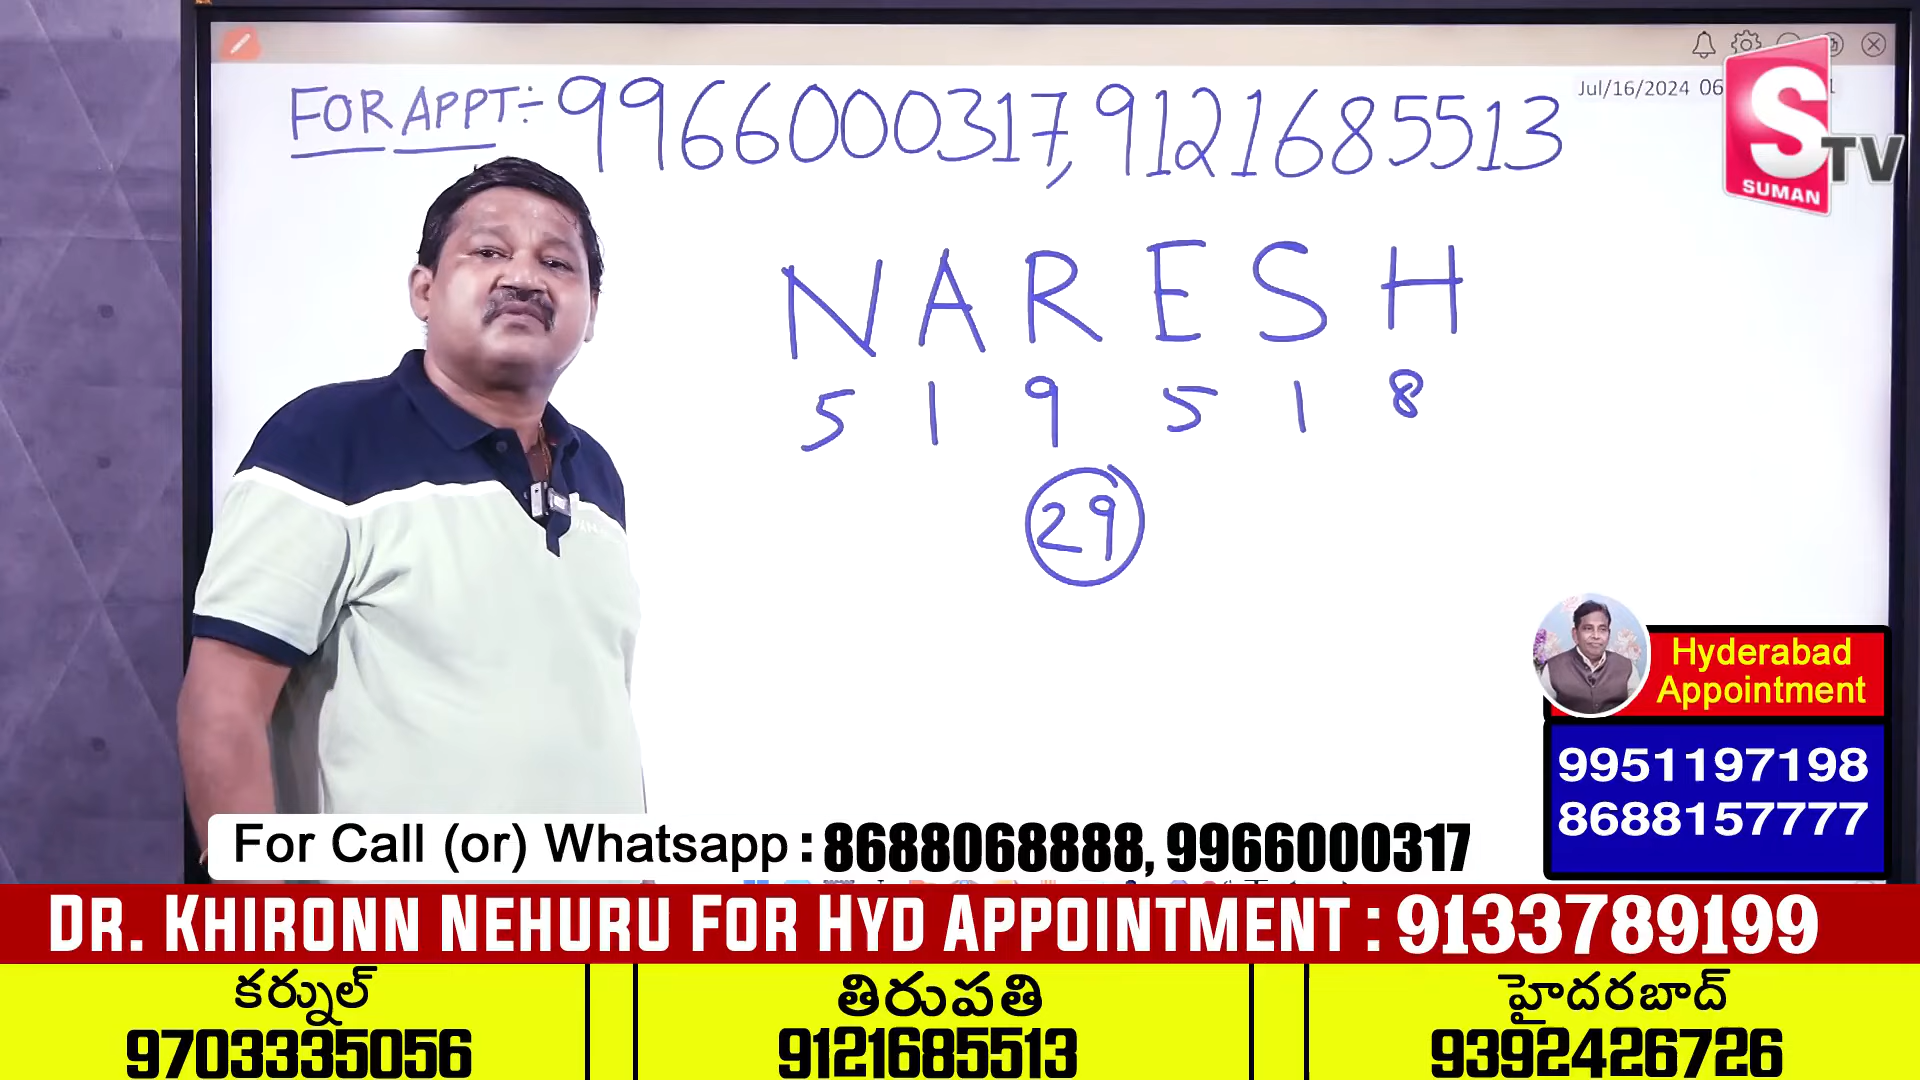 FOR APPT:- 9966000317, 9121685513
Jul/16/2024 06
S TV
SUMAN
NARESH
5 1 9 5 1 8
29
Hyderabad
Appointment
9951197198
8688157777
For Call (or) Whatsapp : 8688068888, 9966000317
DR. KHIRONN NEHURU FOR HYD APPOINTMENT : 9133789199
కర్నుల్ తిరుపతి హైదరబాద్
9703335056 9121685513 9392426726